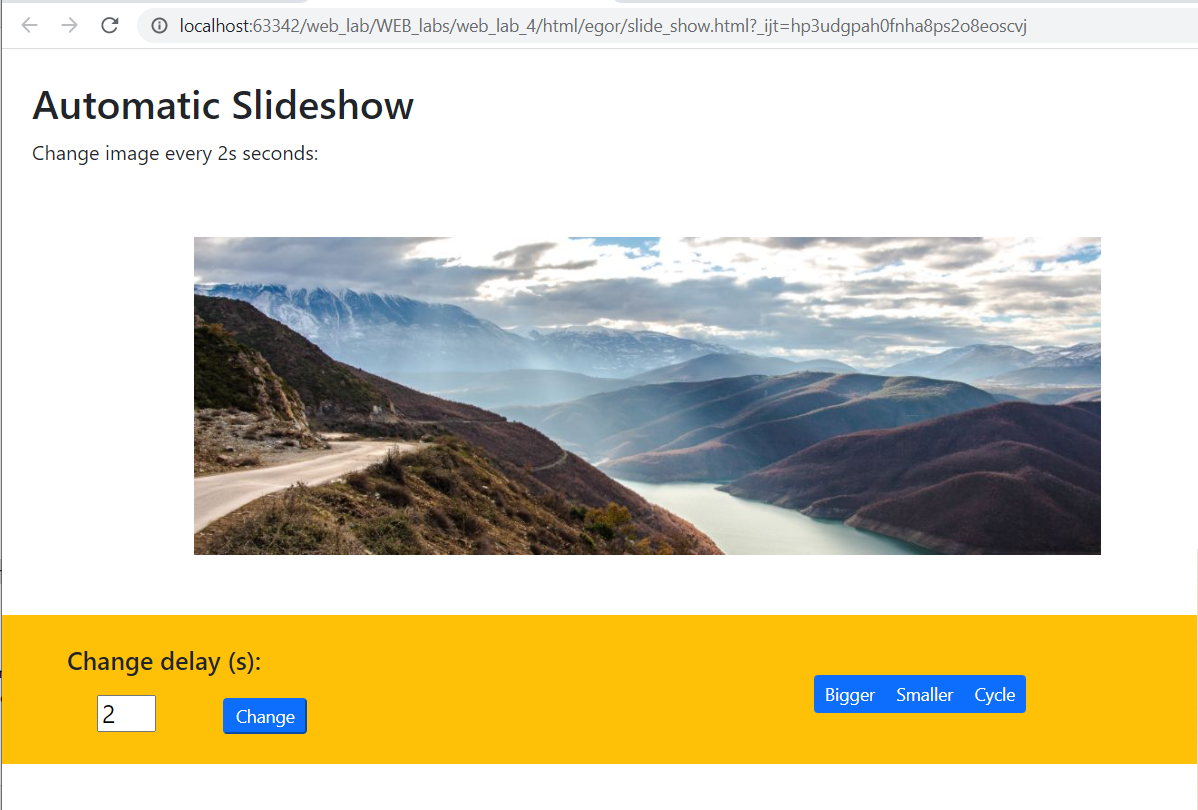 localhost:63342/web_lab/WEB_labs/web_lab_4/html/egor/slide_show.html?_ijt=hp3udgpah0fnha8ps2o8eoscvj
Automatic Slideshow
Change image every 2s seconds:
Change delay (s):
2
Change
Bigger Smaller Cycle